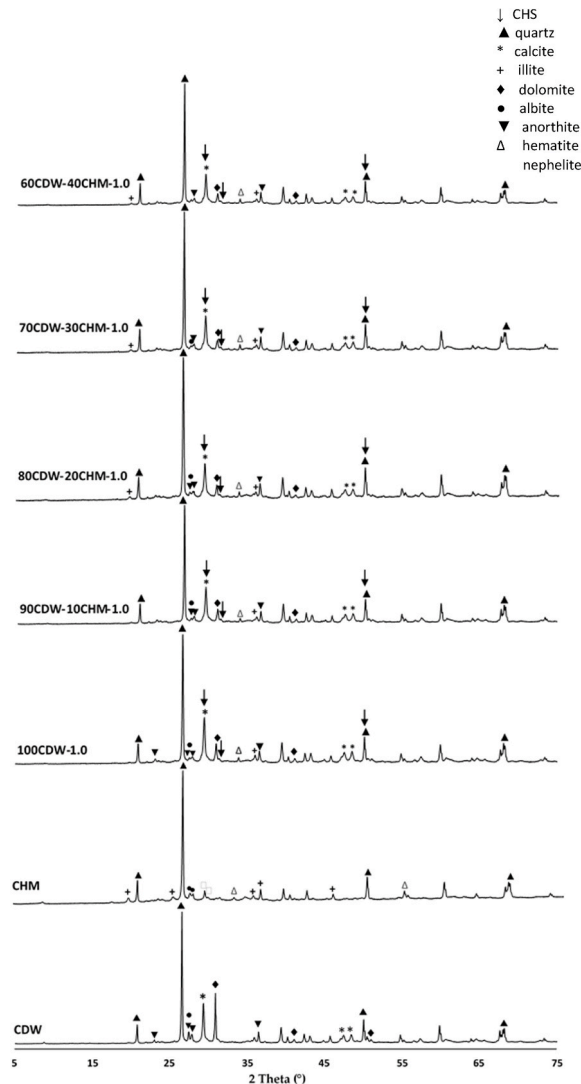 ↓ CHS
▲ quartz
* calcite
+ illite
♦ dolomite
● albite
▼ anorthite
Δ hematite
nephelite
60CDW-40CHM-1.0
70CDW-30CHM-1.0
80CDW-20CHM-1.0
90CDW-10CHM-1.0
100CDW-1.0
CHM
CDW
5 15 25 35 45 55 65 75
2 Theta (°)